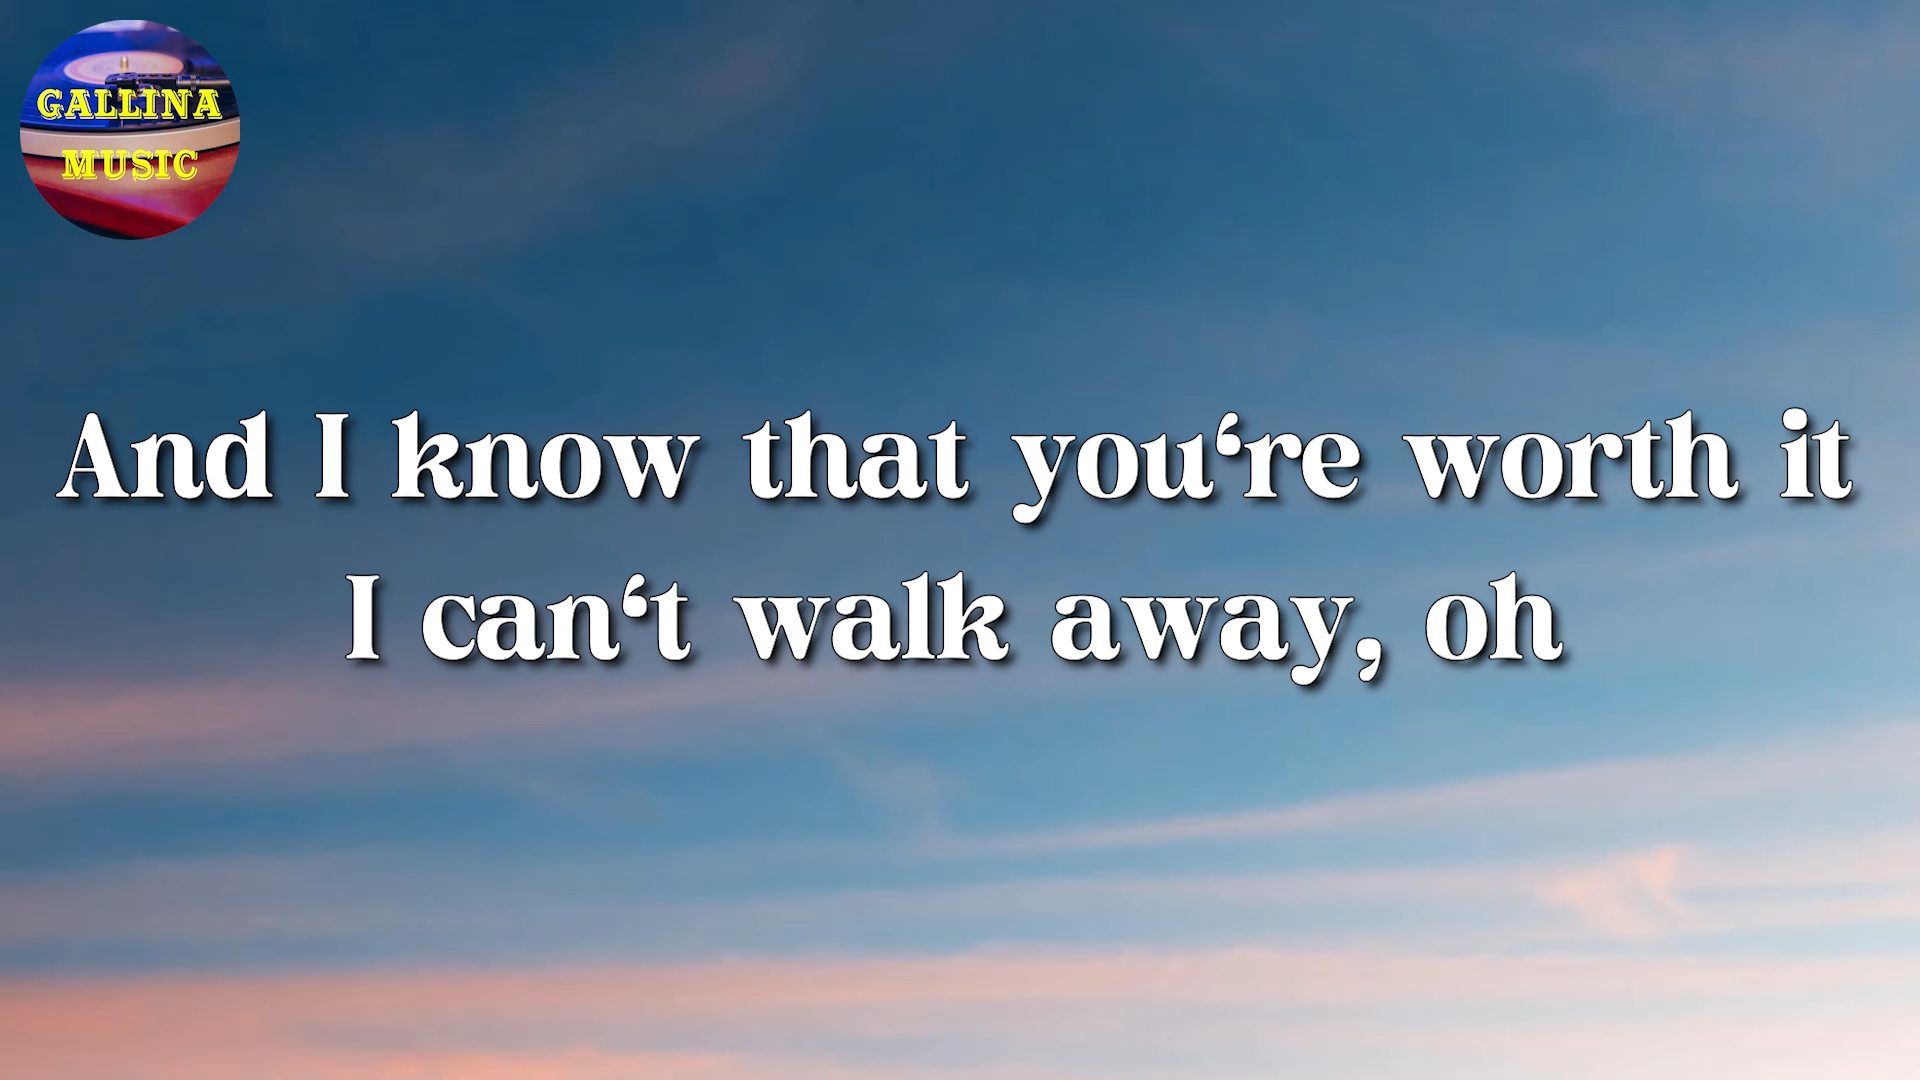 GALLINA
MUSIC
And I know that you‘re worth it
I can‘t walk away, oh